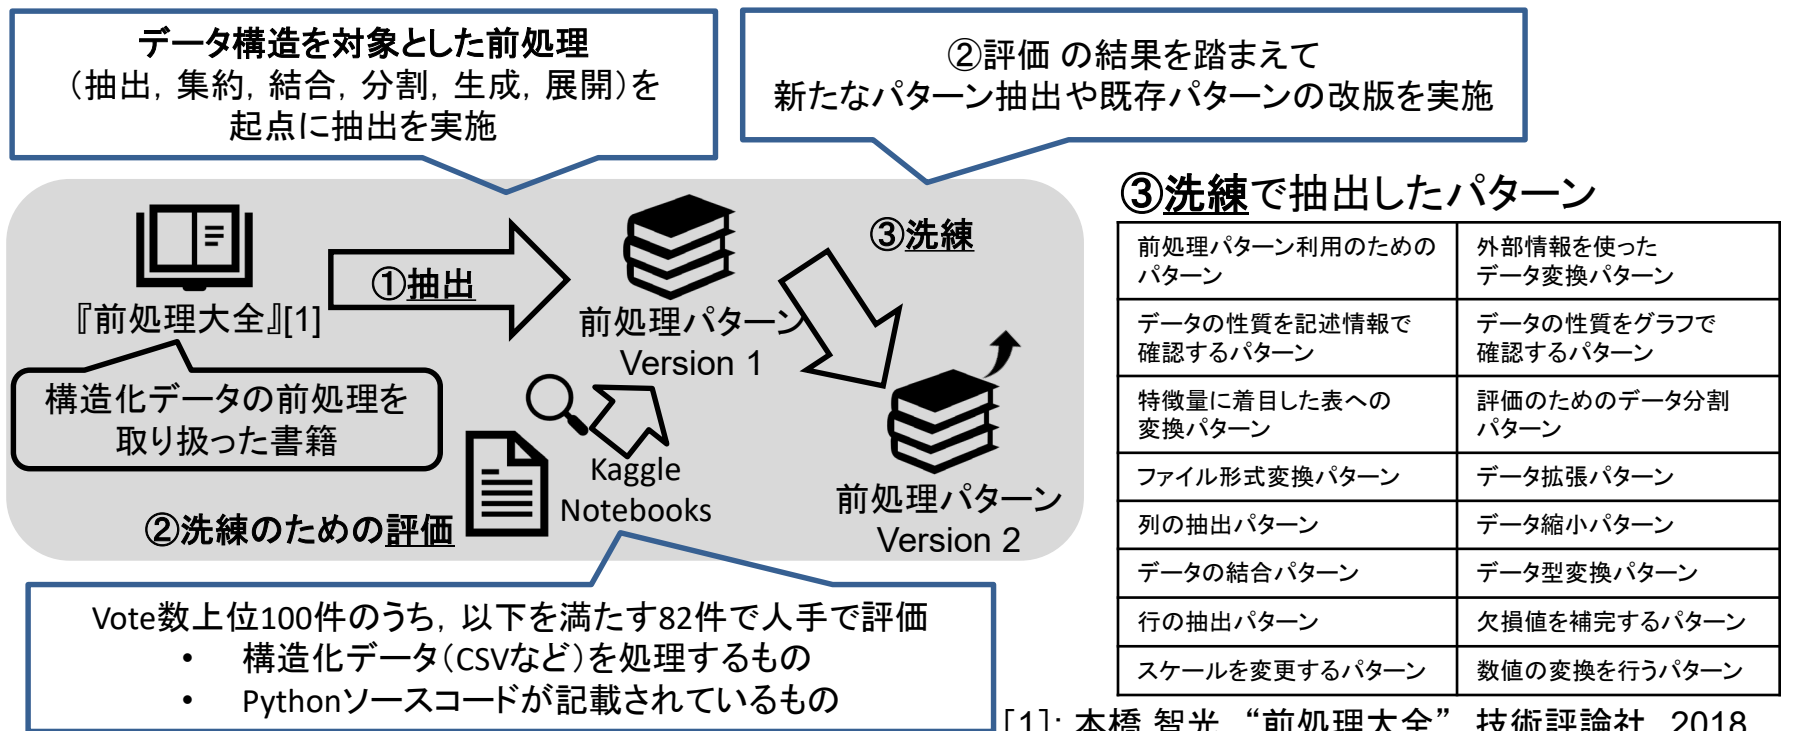 データ構造を対象とした前処理
（抽出，集約，結合，分割，生成，展開）を
起点に抽出を実施
②評価 の結果を踏まえて
新たなパターン抽出や既存パターンの改版を実施
①抽出
『前処理大全』[1]
構造化データの前処理を
取り扱った書籍
前処理パターン
Version 1
③洗練
②洗練のための評価
Kaggle
Notebooks
前処理パターン
Version 2
Vote数上位100件のうち，以下を満たす82件で人手で評価
• 構造化データ（CSVなど）を処理するもの
• Pythonソースコードが記載されているもの
③洗練で抽出したパターン
前処理パターン利用のための
パターン
外部情報を使った
データ変換パターン
データの性質を記述情報で
確認するパターン
データの性質をグラフで
確認するパターン
特徴量に着目した表への
変換パターン
評価のためのデータ分割
パターン
ファイル形式変換パターン
データ拡張パターン
列の抽出パターン
データ縮小パターン
データの結合パターン
データ型変換パターン
行の抽出パターン
欠損値を補完するパターン
スケールを変更するパターン
数値の変換を行うパターン
[1]: 本橋 智光 “前処理大全” 技術評論社 2018